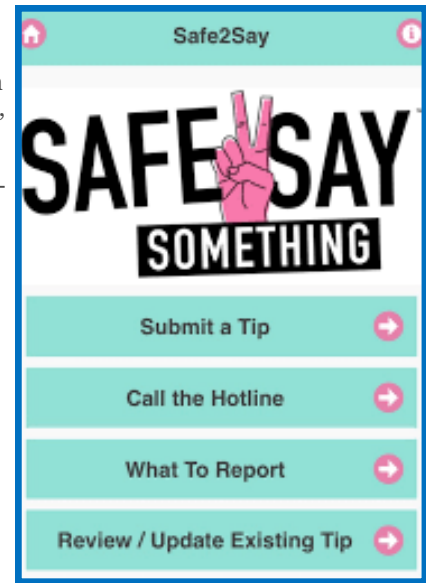 Safe2Say
SAFE SAY
SOMETHING
Submit a Tip
Call the Hotline
What To Report
Review / Update Existing Tip